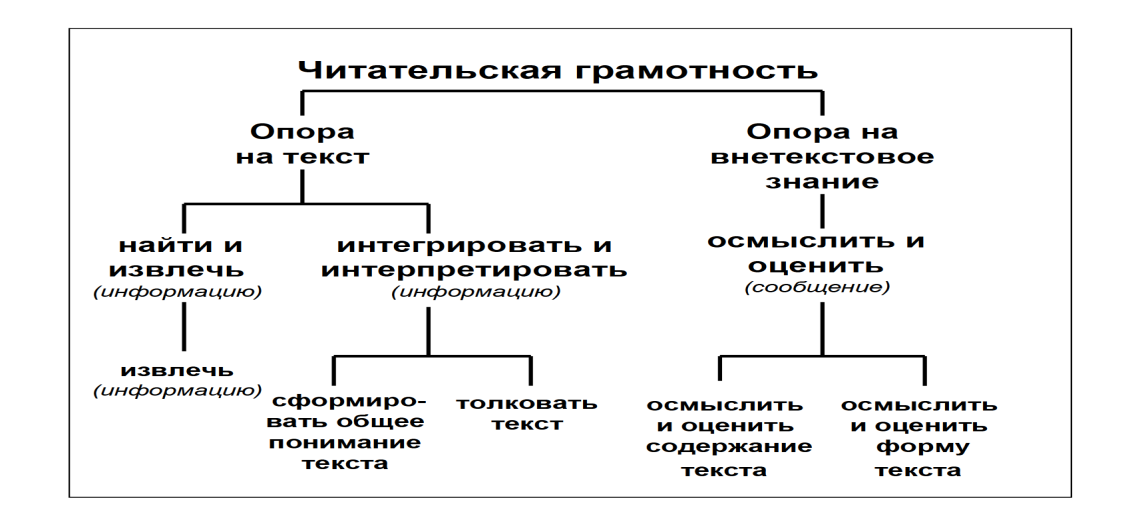 Читательская грамотность
Опора
на текст
Опора на
внетекстовое
знание
найти и
извлечь
(информацию)
интегрировать и
интерпретировать
(информацию)
осмыслить и
оценить
(сообщение)
извлечь
(информацию)
сформиро-
вать общее
понимание
текста
толковать
текст
осмыслить
и оценить
содержание
текста
осмыслить
и оценить
форму
текста